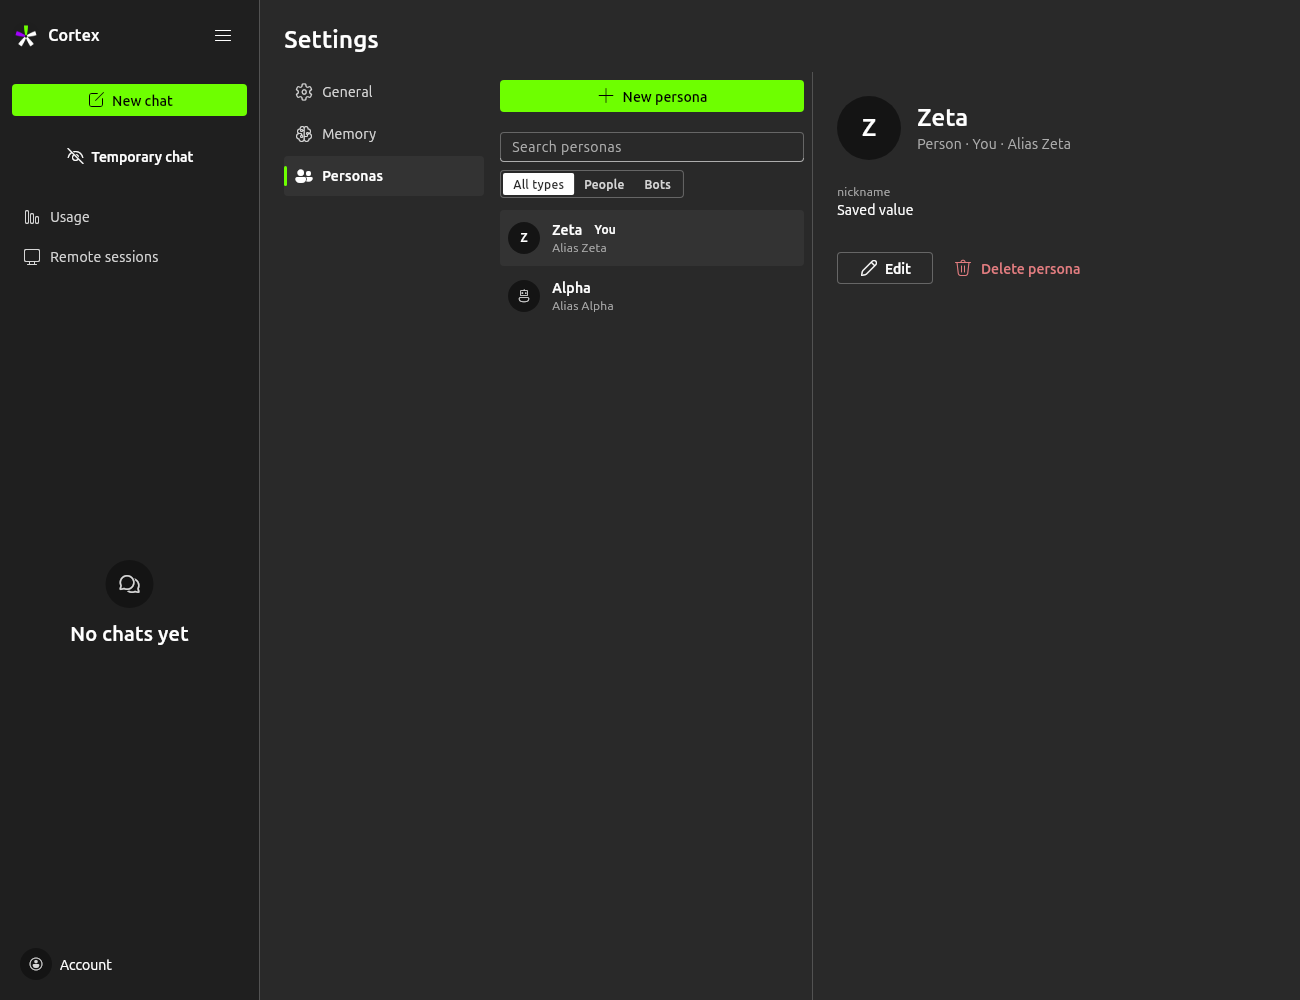 Cortex
New chat
Temporary chat
Usage
Remote sessions
No chats yet
Account
Settings
General
Memory
Personas
New persona
Search personas
All types People Bots
Z
Zeta You
Alias Zeta
Alpha
Alias Alpha
Z
Zeta
Person · You · Alias Zeta
nickname
Saved value
Edit
Delete persona